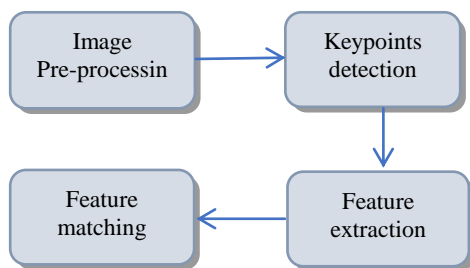 Image
Pre-processin
Keypoints
detection
Feature
extraction
Feature
matching